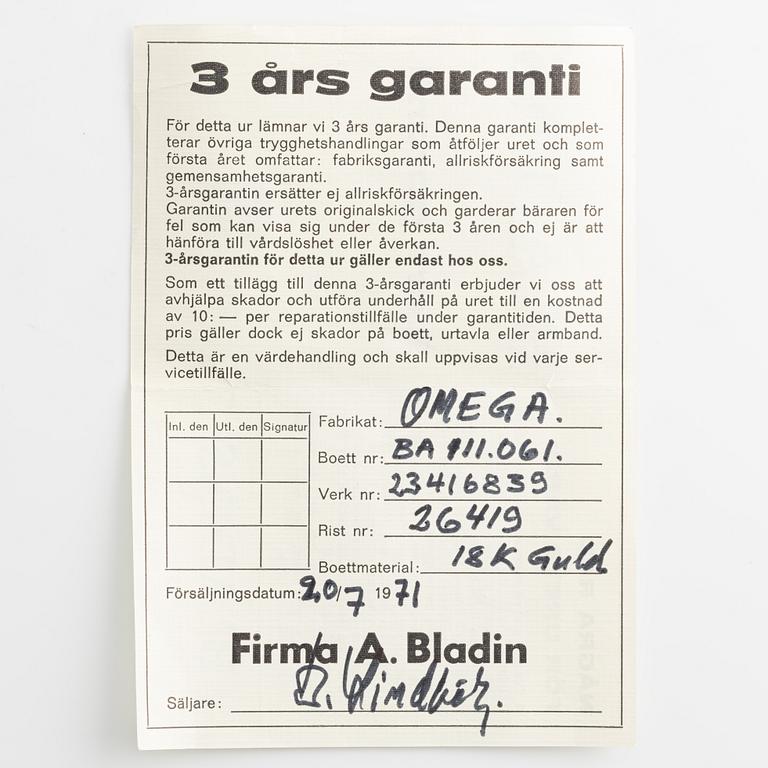 3 års garanti
För detta ur lämnar vi 3 års garanti. Denna garanti komplet-
terar övriga trygghetshandlingar som åtföljer uret och som
första året omfattar: fabriksgaranti, allriskförsäkring samt
gemensamhetsgaranti.
3-årsgarantin ersätter ej allriskförsäkringen.
Garantin avser urets originalskick och garderar bäraren för
fel som kan visa sig under de första 3 åren och ej är att
hänföra till vårdslöshet eller åverkan.
3-årsgarantin för detta ur gäller endast hos oss.
Som ett tillägg till denna 3-årsgaranti erbjuder vi oss att
avhjälpa skador och utföra underhåll på uret till en kostnad
av 10: — per reparationstillfälle under garantitiden. Detta
pris gäller dock ej skador på boett, urtavla eller armband.
Detta är en värdehandling och skall uppvisas vid varje ser-
vicetillfälle.
Inl. den Utl. den Signatur
Fabrikat: OMEGA.
Boett nr: BA 111.061.
Verk nr: 23416839
Rist nr: 26419
Boettmaterial: 18K Guld
Försäljningsdatum: 20/7 1971
Firma A. Bladin
Säljare: